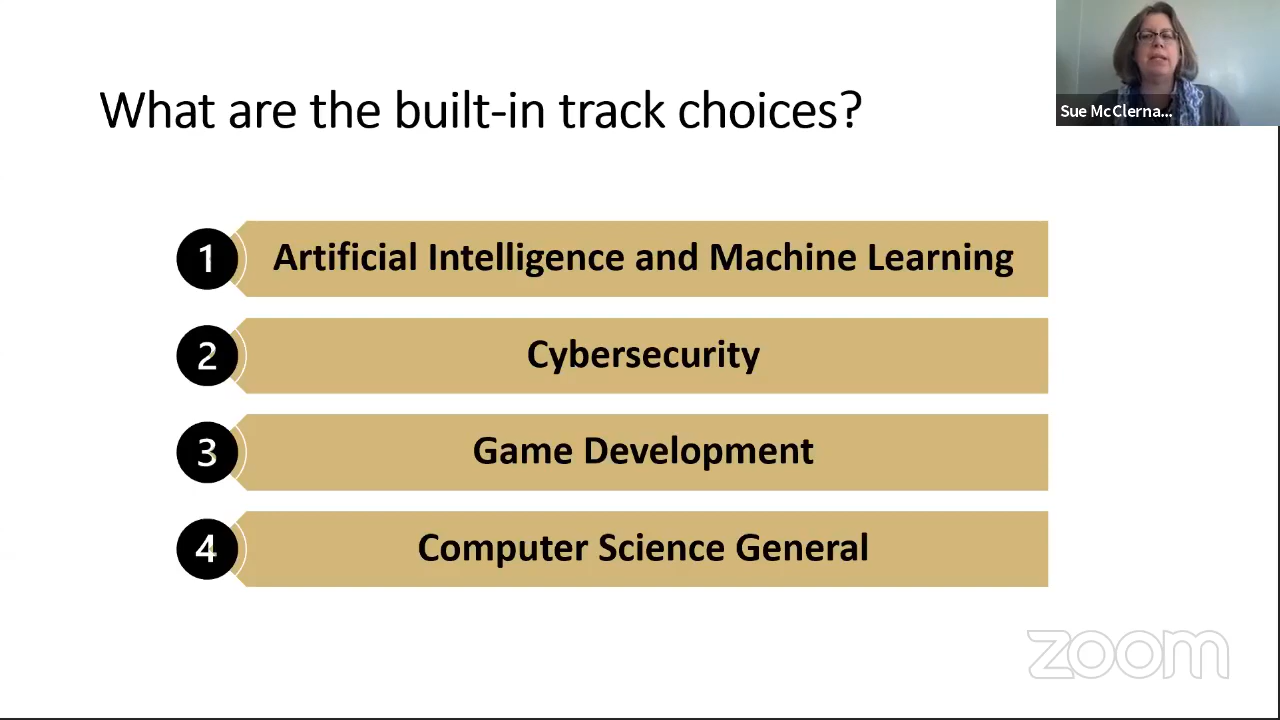 What are the built-in track choices?
Sue McClerna...
1 Artificial Intelligence and Machine Learning
2 Cybersecurity
3 Game Development
4 Computer Science General
zoom